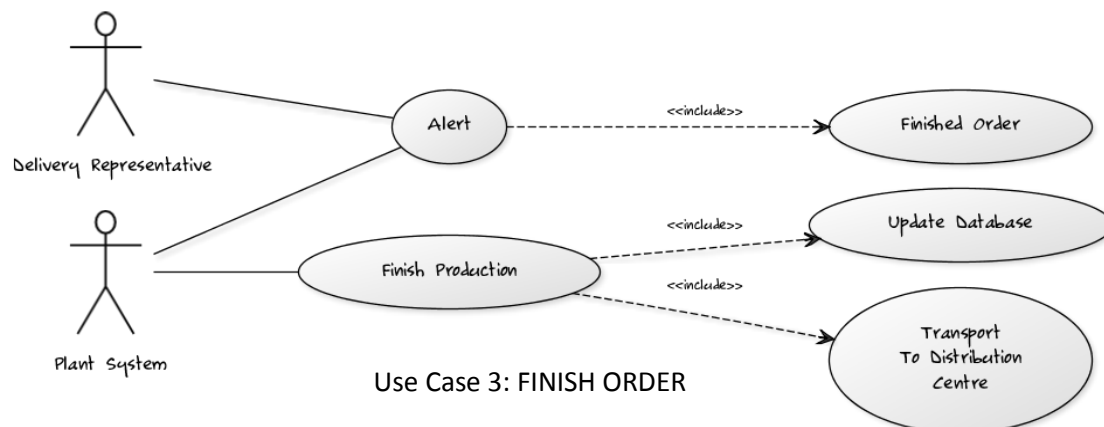 Delivery Representative
Alert
<<include>>
Finished Order
Plant System
Finish Production
<<include>>
Update Database
<<include>>
Transport
To Distribution
Centre
Use Case 3: FINISH ORDER